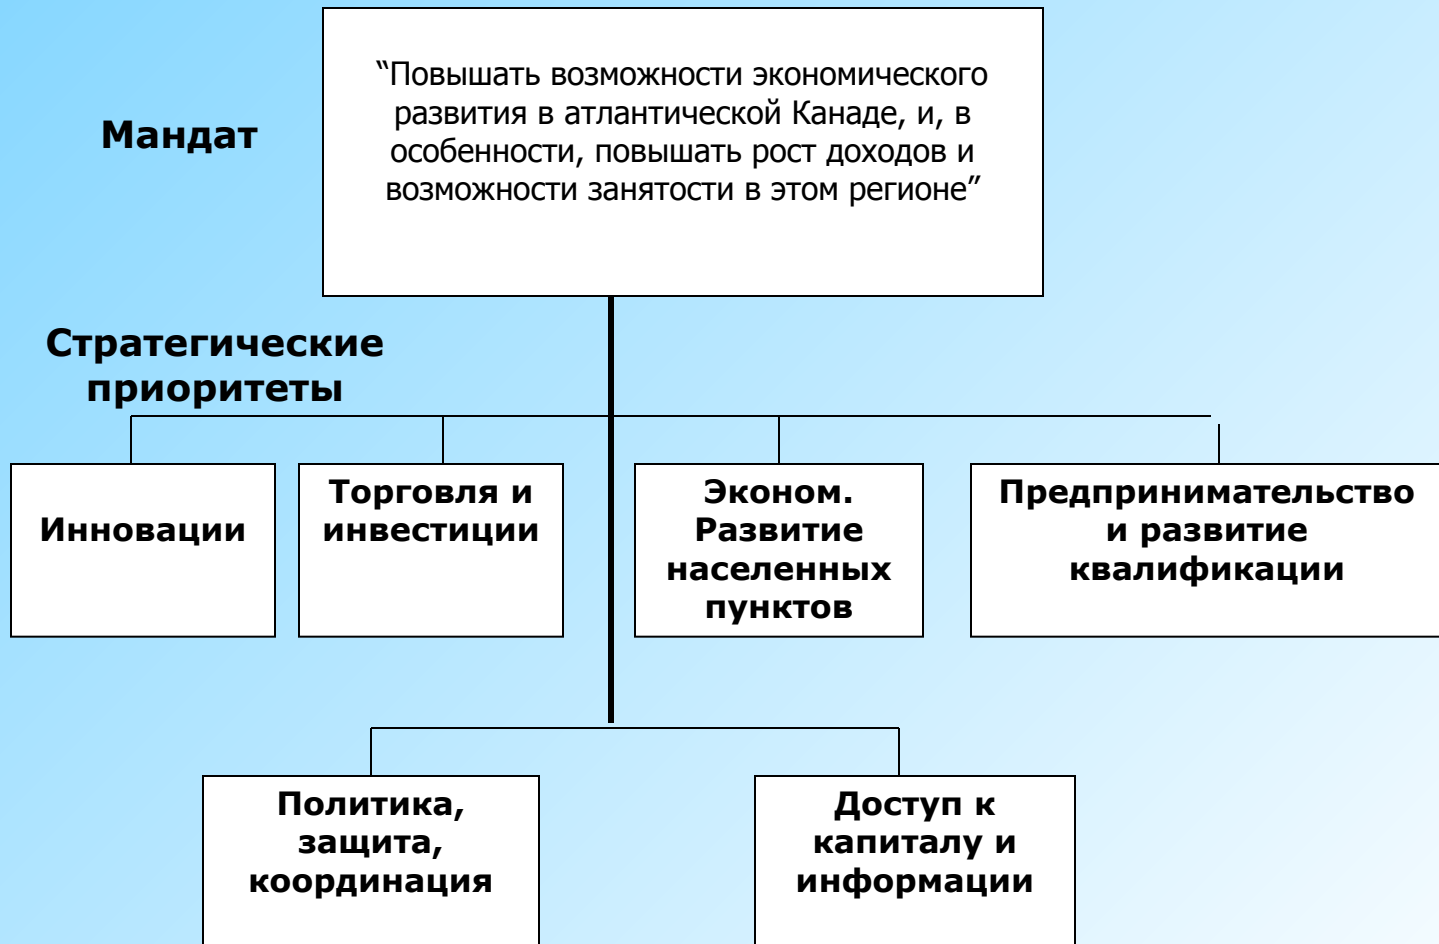 “Повышать возможности экономического
развития в атлантической Канаде, и, в
особенности, повышать рост доходов и
возможности занятости в этом регионе”
Мандат
Стратегические
приоритеты
Инновации
Торговля и
инвестиции
Эконом.
Развитие
населенных
пунктов
Предпринимательство
и развитие
квалификации
Политика,
защита,
координация
Доступ к
капиталу и
информации